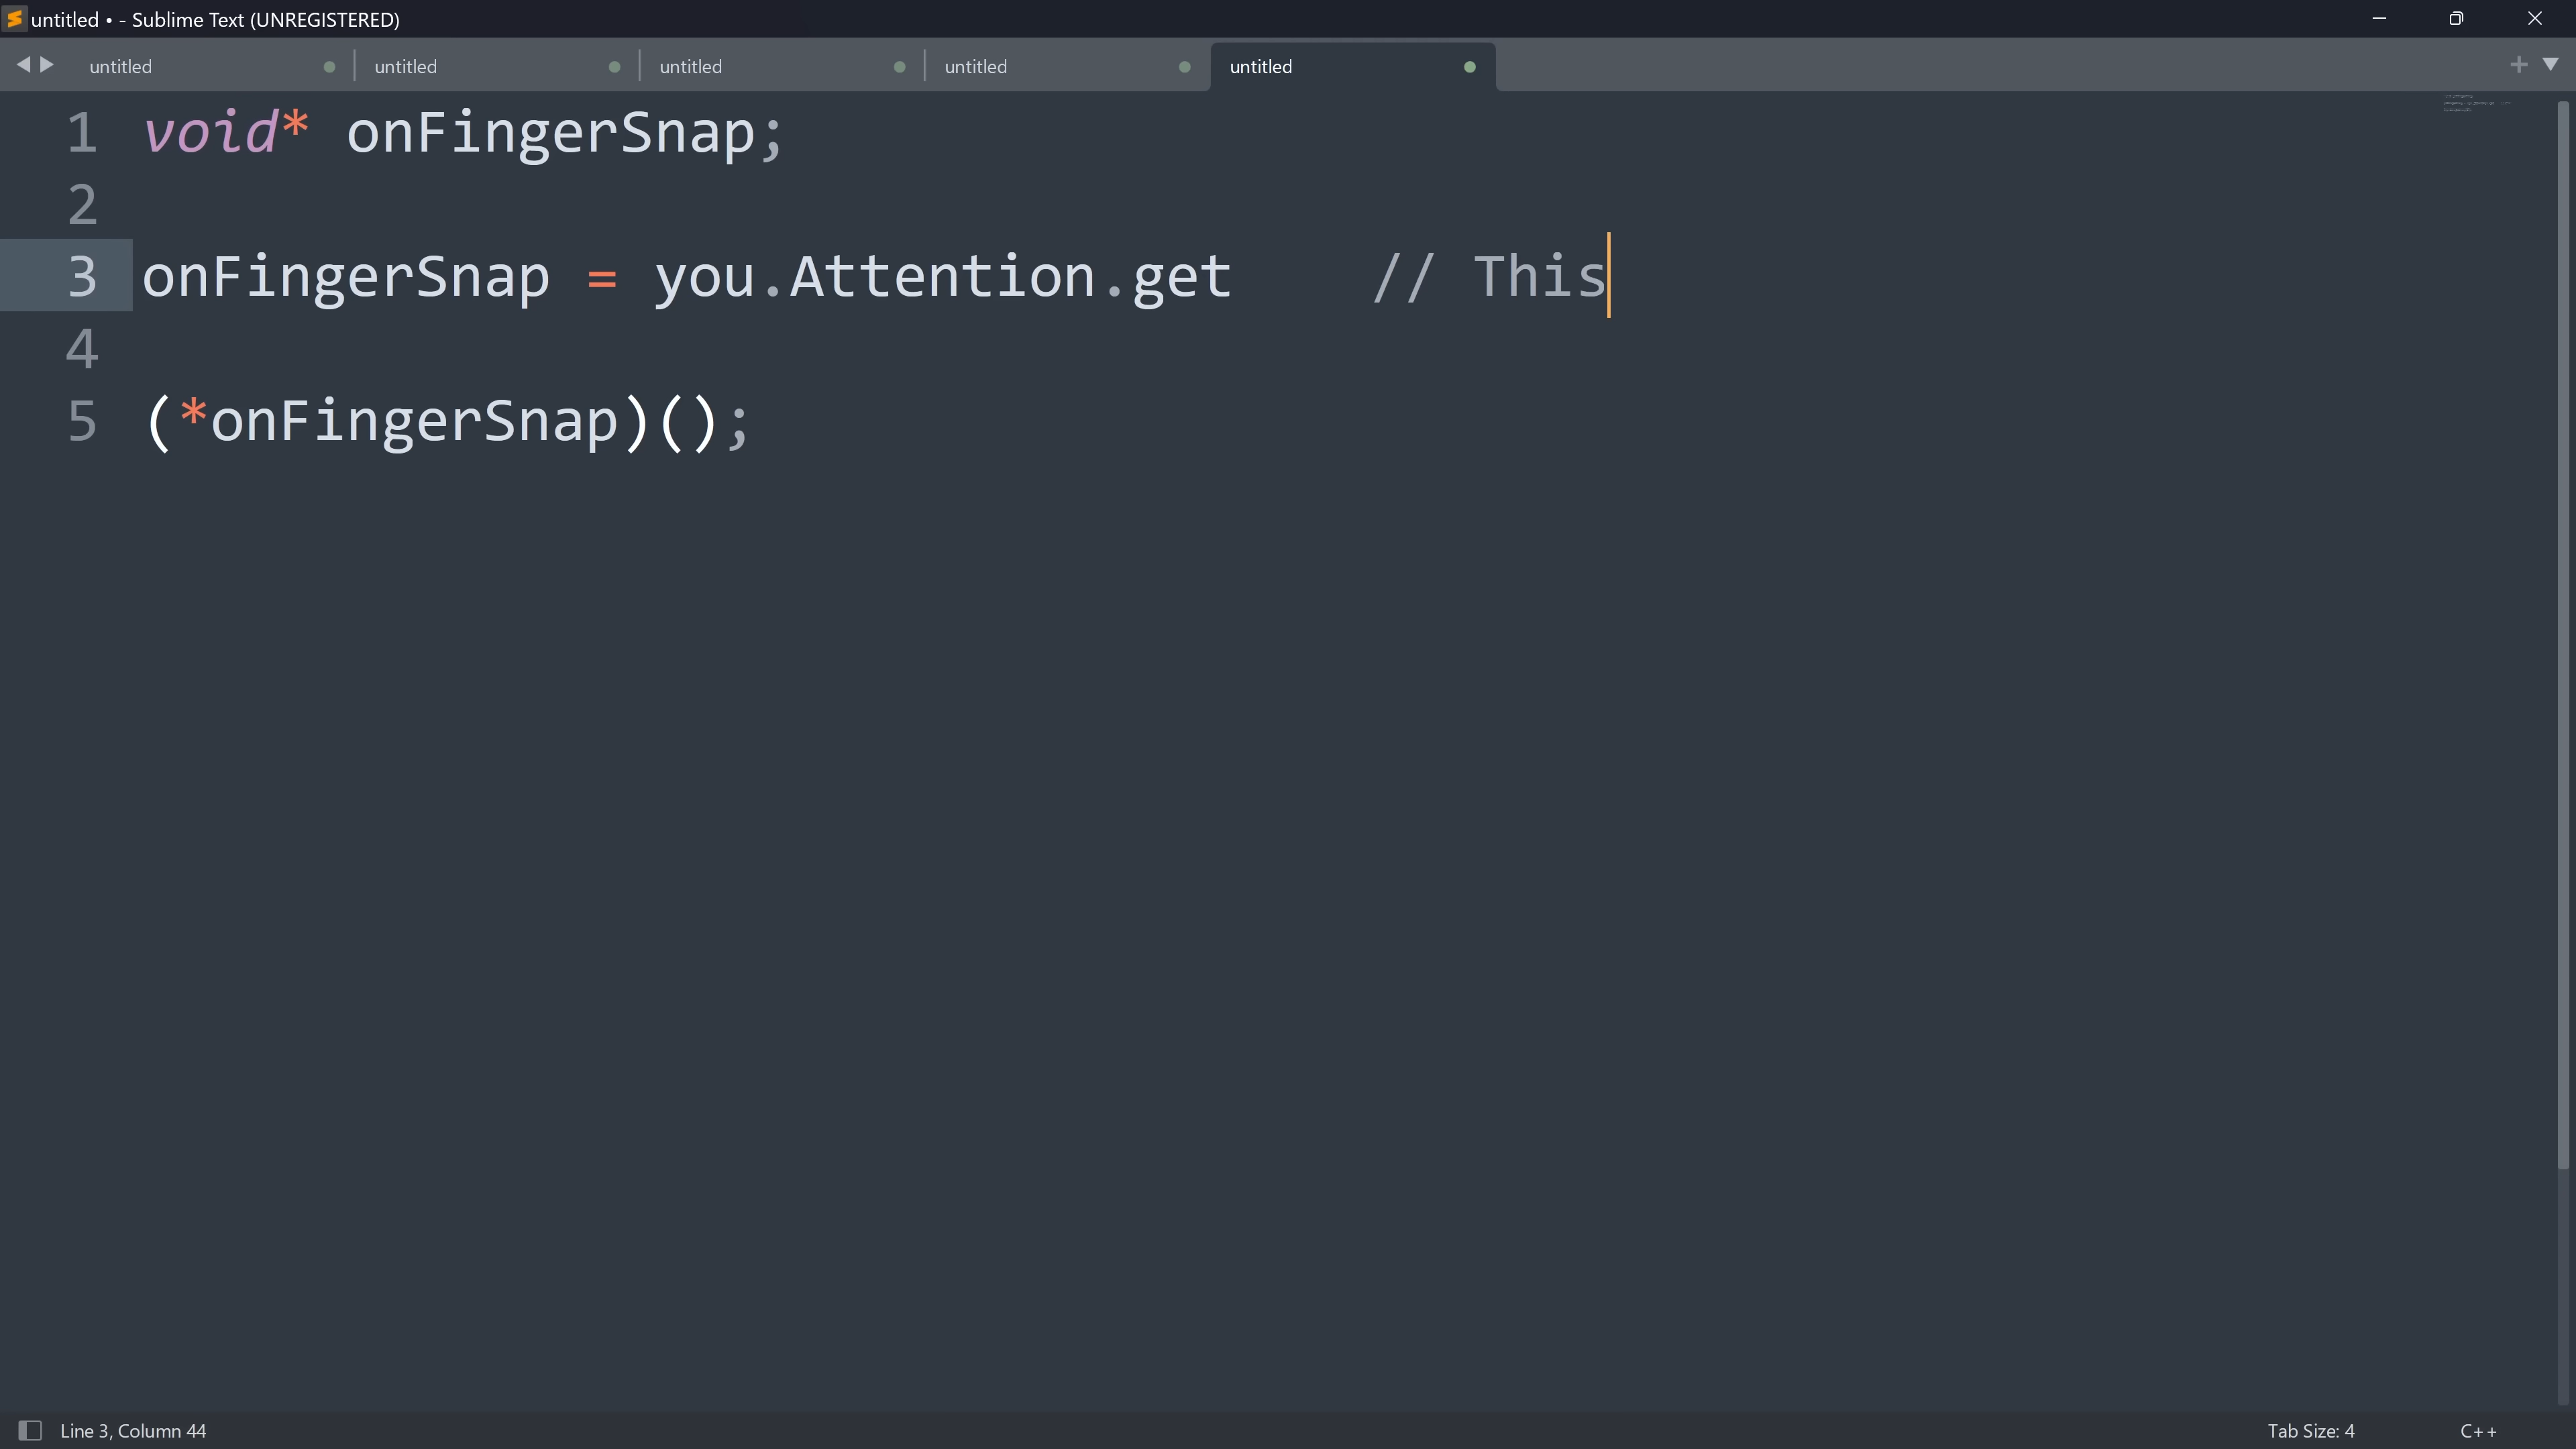 untitled • - Sublime Text (UNREGISTERED)
untitled untitled untitled untitled untitled
1 void* onFingerSnap;
2
3 onFingerSnap = you.Attention.get    // This
4
5 (*onFingerSnap)();
Line 3, Column 44 Tab Size: 4 C++